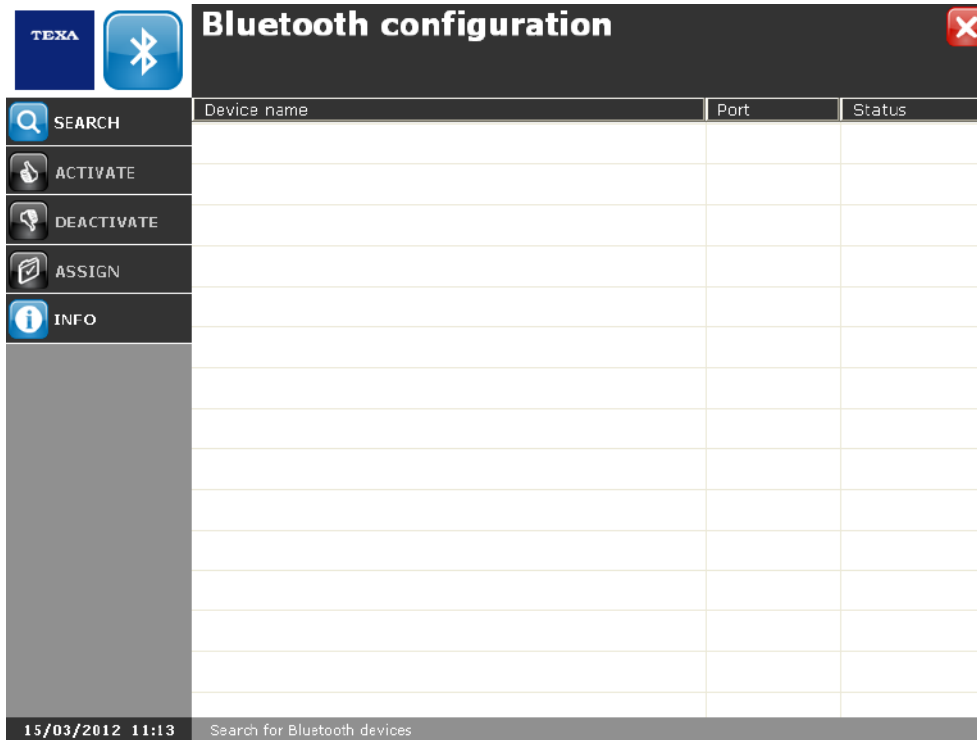 TEXA
Bluetooth configuration
Device name Port Status
SEARCH
ACTIVATE
DEACTIVATE
ASSIGN
INFO
15/03/2012 11:13 Search for Bluetooth devices